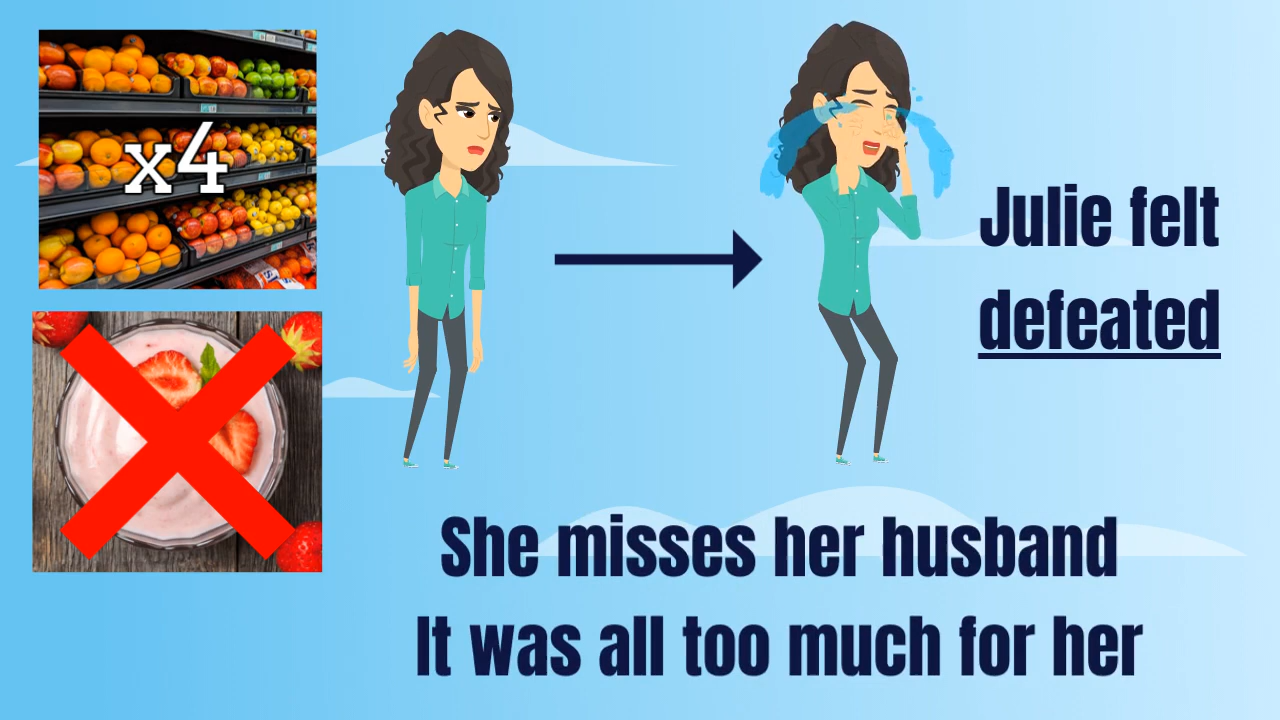 x4
Julie felt
defeated
She misses her husband
It was all too much for her